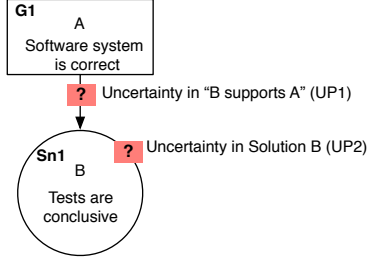 G1
A
Software system
is correct
? Uncertainty in “B supports A” (UP1)
? Uncertainty in Solution B (UP2)
Sn1
B
Tests are
conclusive